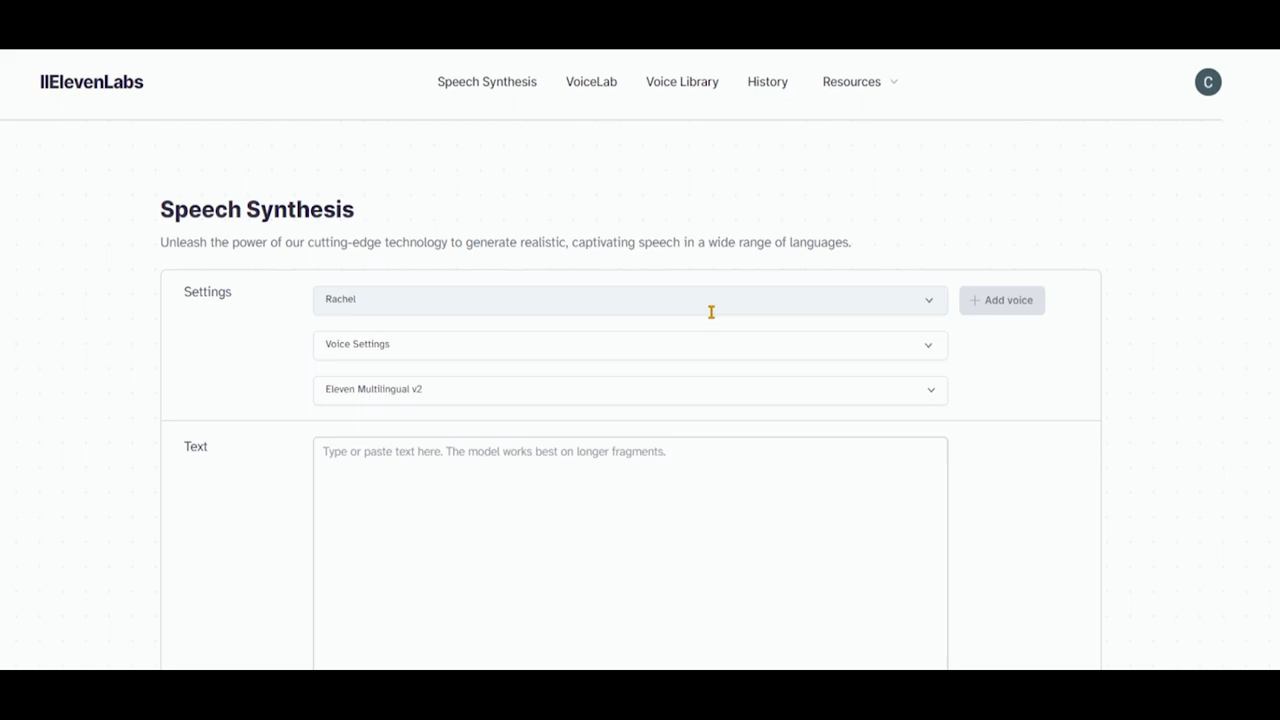 IIElevenLabs
Speech Synthesis VoiceLab Voice Library History Resources
C
Speech Synthesis
Unleash the power of our cutting-edge technology to generate realistic, captivating speech in a wide range of languages.
Settings
Rachel
+ Add voice
Voice Settings
Eleven Multilingual v2
Text
Type or paste text here. The model works best on longer fragments.